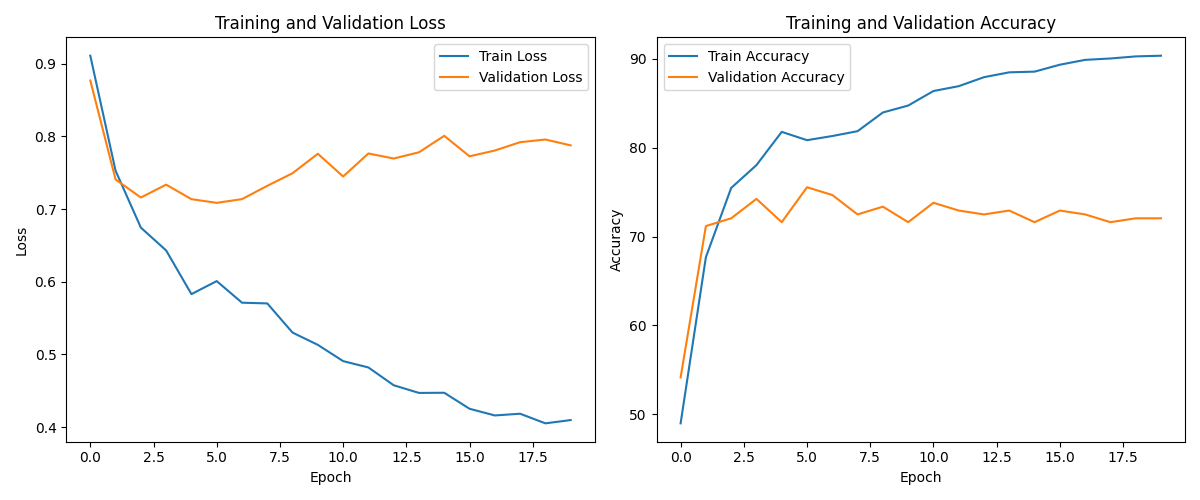 Training and Validation Loss
Train Loss
Validation Loss
0.9
0.8
0.7
0.6
0.5
0.4
Loss
0.0 2.5 5.0 7.5 10.0 12.5 15.0 17.5
Epoch
Training and Validation Accuracy
Train Accuracy
Validation Accuracy
90
80
70
60
50
Accuracy
0.0 2.5 5.0 7.5 10.0 12.5 15.0 17.5
Epoch